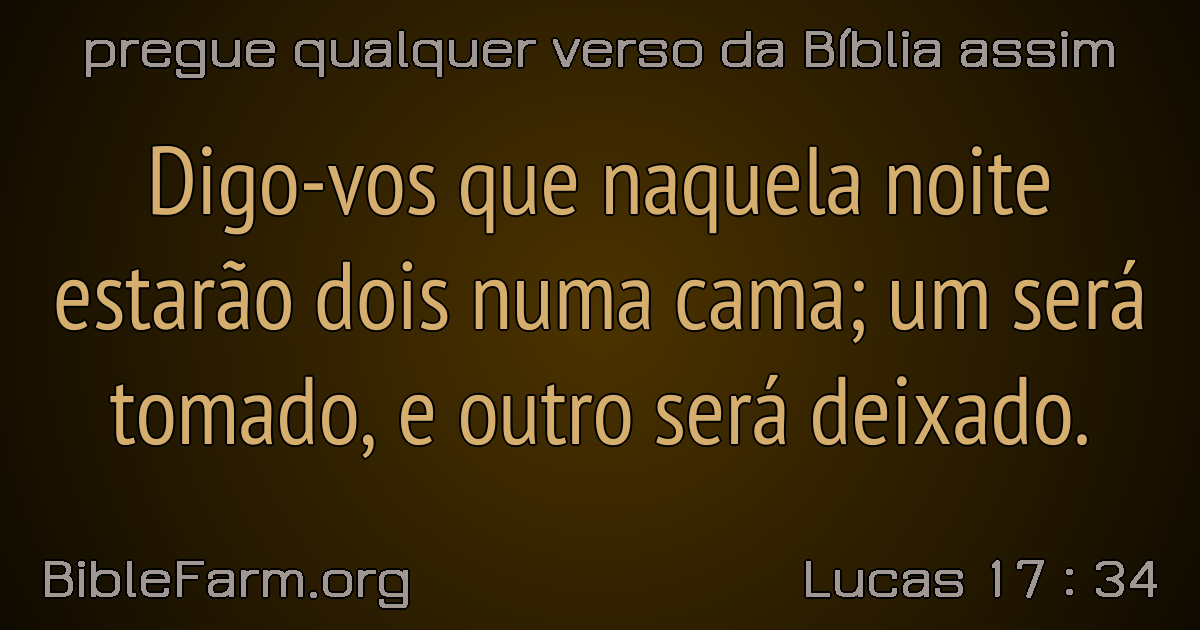 pregue qualquer verso da Bíblia assim
Digo-vos que naquela noite
estarão dois numa cama; um será
tomado, e outro será deixado.
BibleFarm.org
Lucas 17 : 34